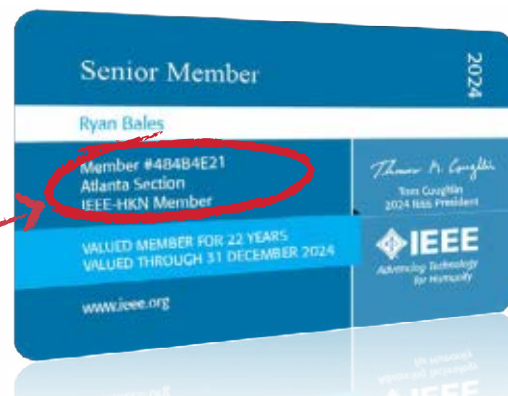 Senior Member
2024
Ryan Bales
Member #484B4E21
Atlanta Section
IEEE-HKN Member
Tom Coughlin
2024 IEEE President
VALUED MEMBER FOR 22 YEARS
VALUED THROUGH 31 DECEMBER 2024
IEEE
Advancing Technology
for Humanity
www.ieee.org